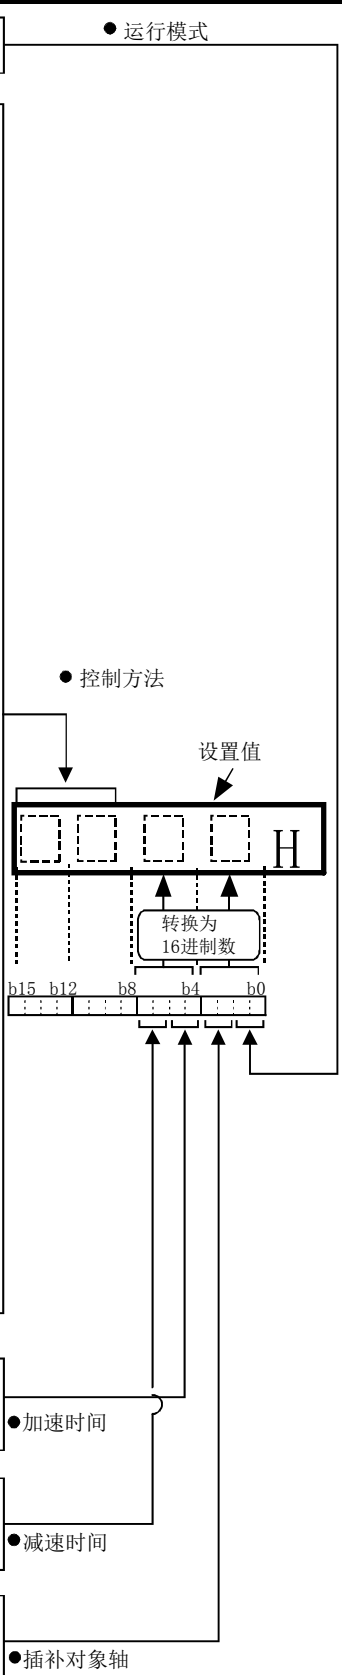 ● 运行模式
● 控制方法
设置值
H
转换为
16进制数
b15 b12 b8 b4 b0
●加速时间
●减速时间
●插补对象轴